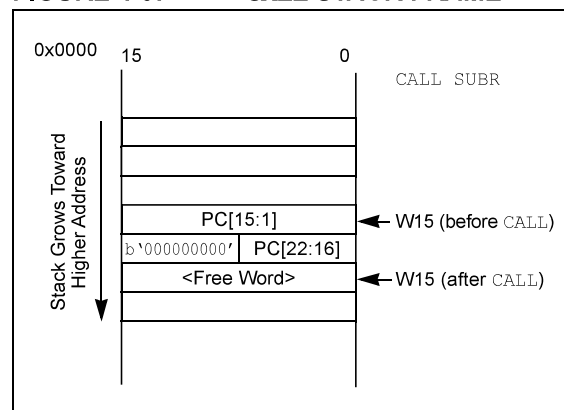 0x0000
15 0
CALL SUBR
Stack Grows Toward
Higher Address
PC[15:1]
W15 (before CALL)
b‘000000000’ PC[22:16]
<Free Word>
W15 (after CALL)